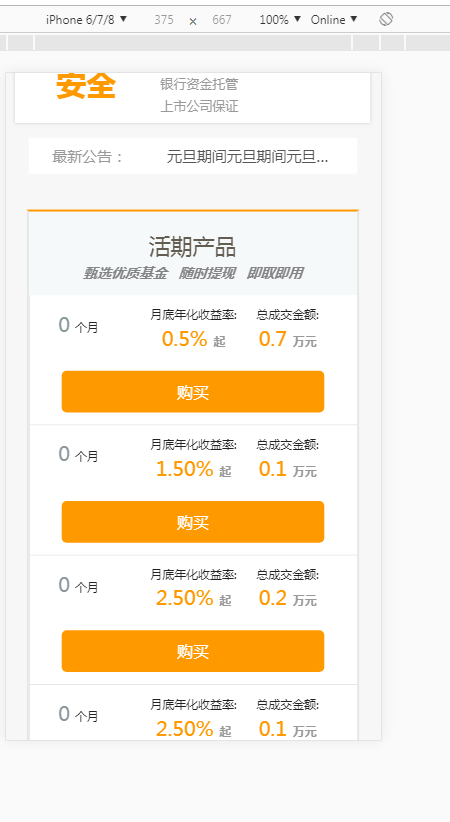 iPhone 6/7/8 ▼ 375 × 667 100% ▼ Online ▼
安全
银行资金托管
上市公司保证
最新公告： 元旦期间元旦期间元旦...
活期产品
甄选优质基金 随时提现 即取即用
0 个月 月底年化收益率: 总成交金额:
0.5% 起 0.7 万元
购买
0 个月 月底年化收益率: 总成交金额:
1.50% 起 0.1 万元
购买
0 个月 月底年化收益率: 总成交金额:
2.50% 起 0.2 万元
购买
0 个月 月底年化收益率: 总成交金额:
2.50% 起 0.1 万元